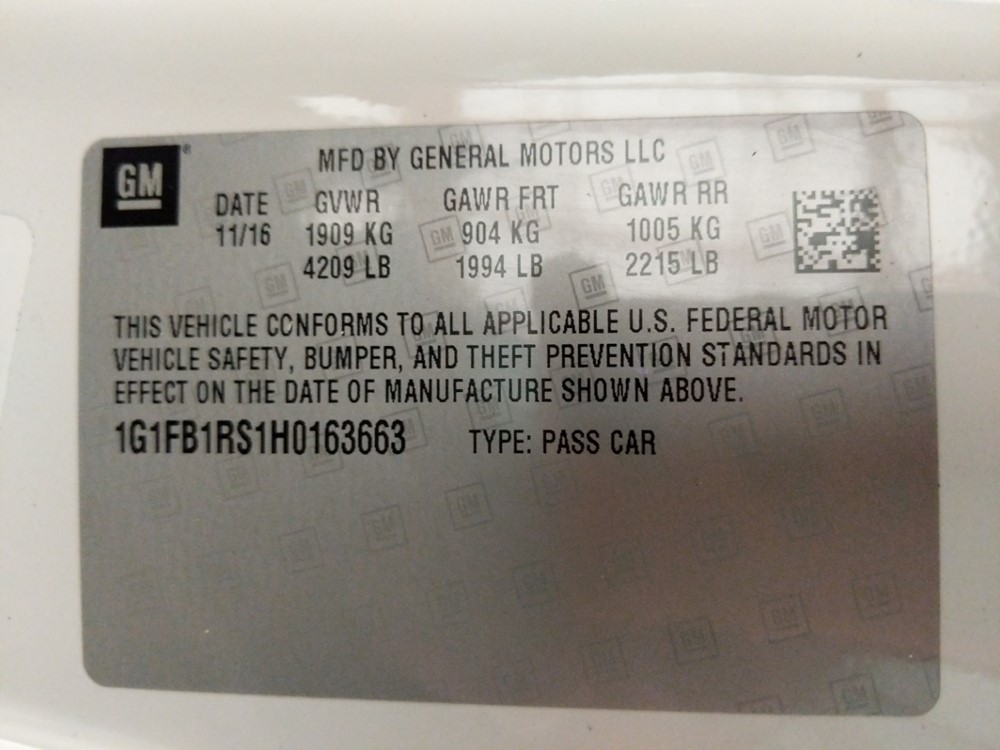 GM®
MFD BY GENERAL MOTORS LLC
DATE GVWR GAWR FRT GAWR RR
11/16 1909 KG 904 KG 1005 KG
4209 LB 1994 LB 2215 LB
THIS VEHICLE CONFORMS TO ALL APPLICABLE U.S. FEDERAL MOTOR
VEHICLE SAFETY, BUMPER, AND THEFT PREVENTION STANDARDS IN
EFFECT ON THE DATE OF MANUFACTURE SHOWN ABOVE.
1G1FB1RS1H0163663 TYPE: PASS CAR